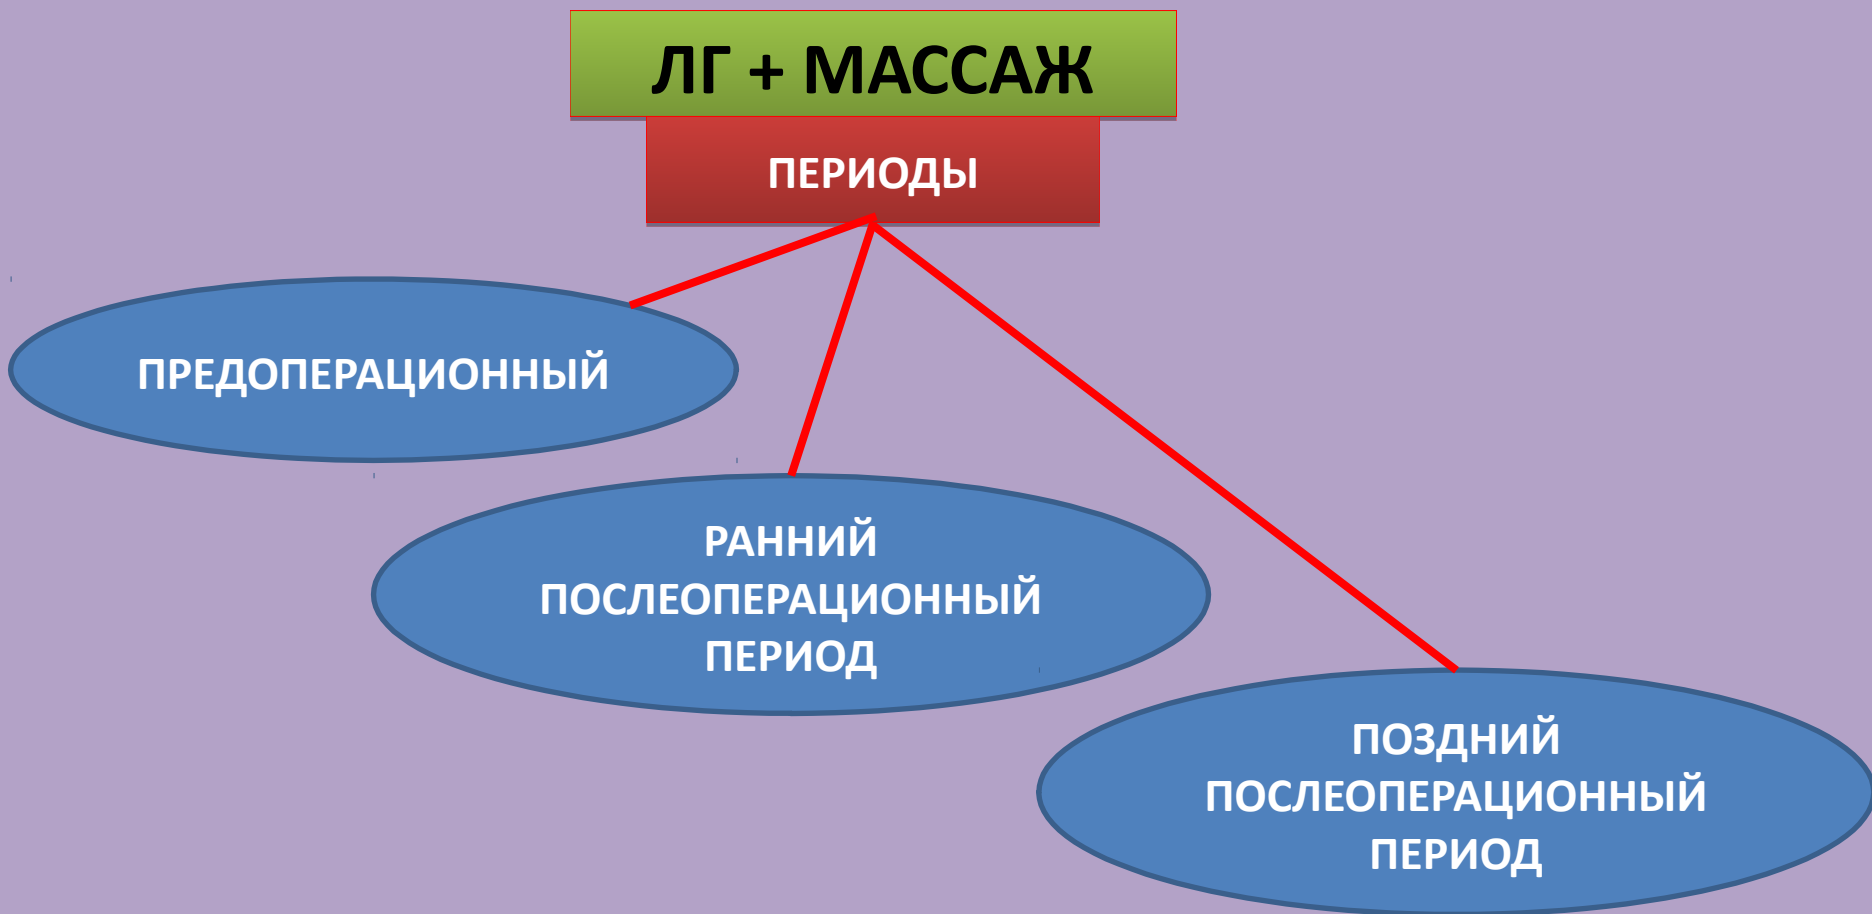 ЛГ + МАССАЖ
ПЕРИОДЫ
ПРЕДОПЕРАЦИОННЫЙ
РАННИЙ
ПОСЛЕОПЕРАЦИОННЫЙ
ПЕРИОД
ПОЗДНИЙ
ПОСЛЕОПЕРАЦИОННЫЙ
ПЕРИОД